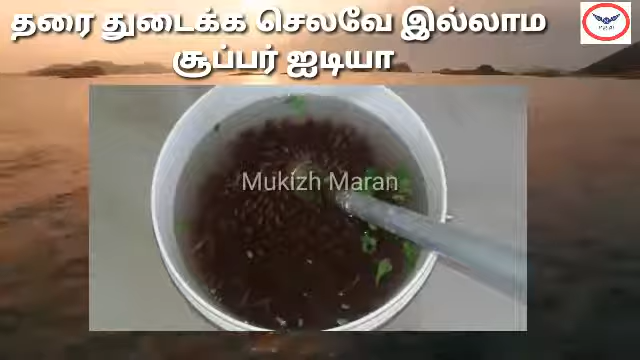 தரை துடைக்க செலவே இல்லாம
சூப்பர் ஐடியா
Mukizh Maran